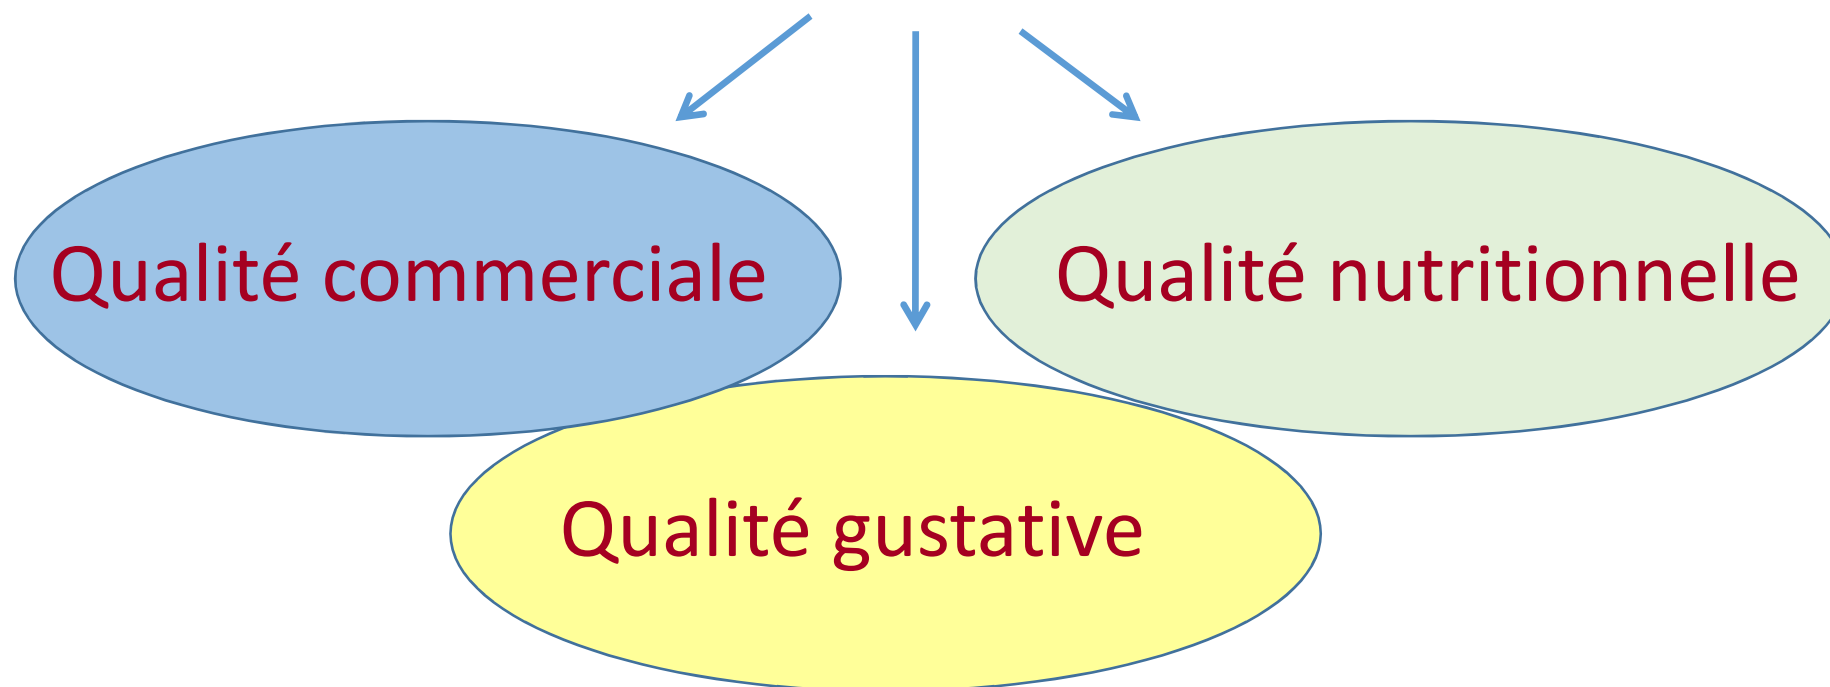 Qualité commerciale
Qualité nutritionnelle
Qualité gustative